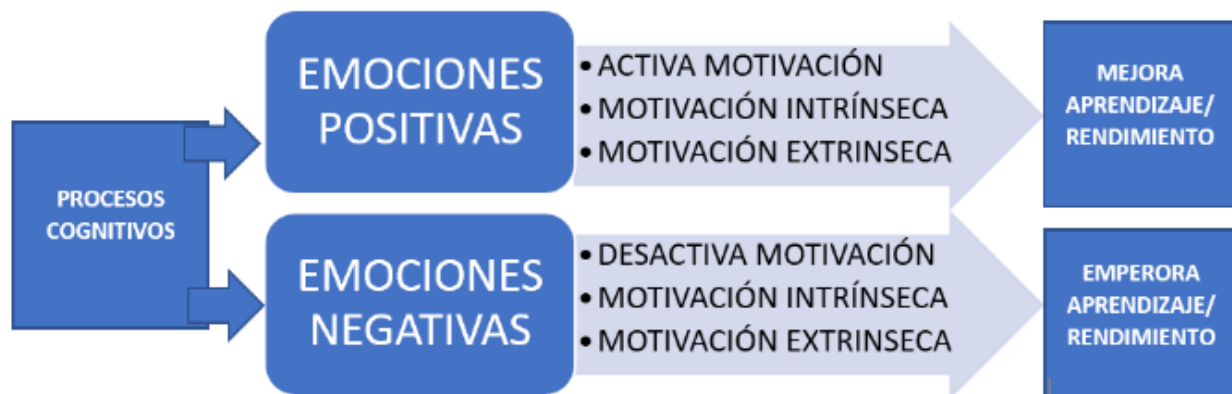 PROCESOS
COGNITIVOS
EMOCIONES
POSITIVAS
• ACTIVA MOTIVACIÓN
• MOTIVACIÓN INTRÍNSECA
• MOTIVACIÓN EXTRINSECA
MEJORA
APRENDIZAJE/
RENDIMIENTO
EMOCIONES
NEGATIVAS
• DESACTIVA MOTIVACIÓN
• MOTIVACIÓN INTRÍNSECA
• MOTIVACIÓN EXTRINSECA
EMPERORA
APRENDIZAJE/
RENDIMIENTO